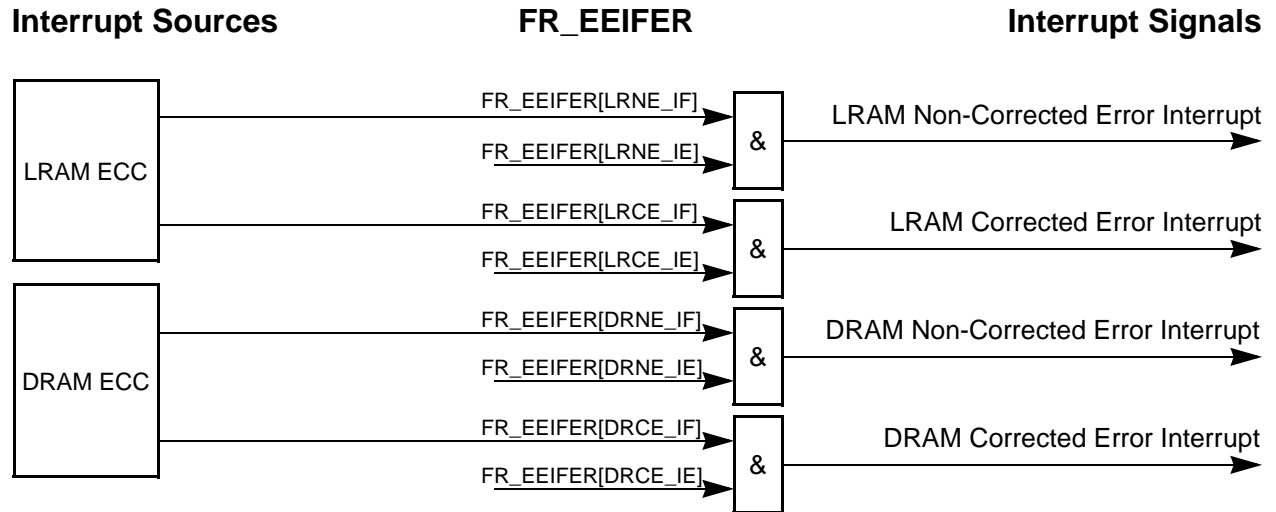 Interrupt Sources FR_EEIFER Interrupt Signals
FR_EEIFER[LRNE_IF]
LRAM Non-Corrected Error Interrupt
FR_EEIFER[LRNE_IE]
&
LRAM ECC
FR_EEIFER[LRCE_IF]
LRAM Corrected Error Interrupt
FR_EEIFER[LRCE_IE]
&
FR_EEIFER[DRNE_IF]
DRAM Non-Corrected Error Interrupt
FR_EEIFER[DRNE_IE]
&
DRAM ECC
FR_EEIFER[DRCE_IF]
DRAM Corrected Error Interrupt
FR_EEIFER[DRCE_IE]
&